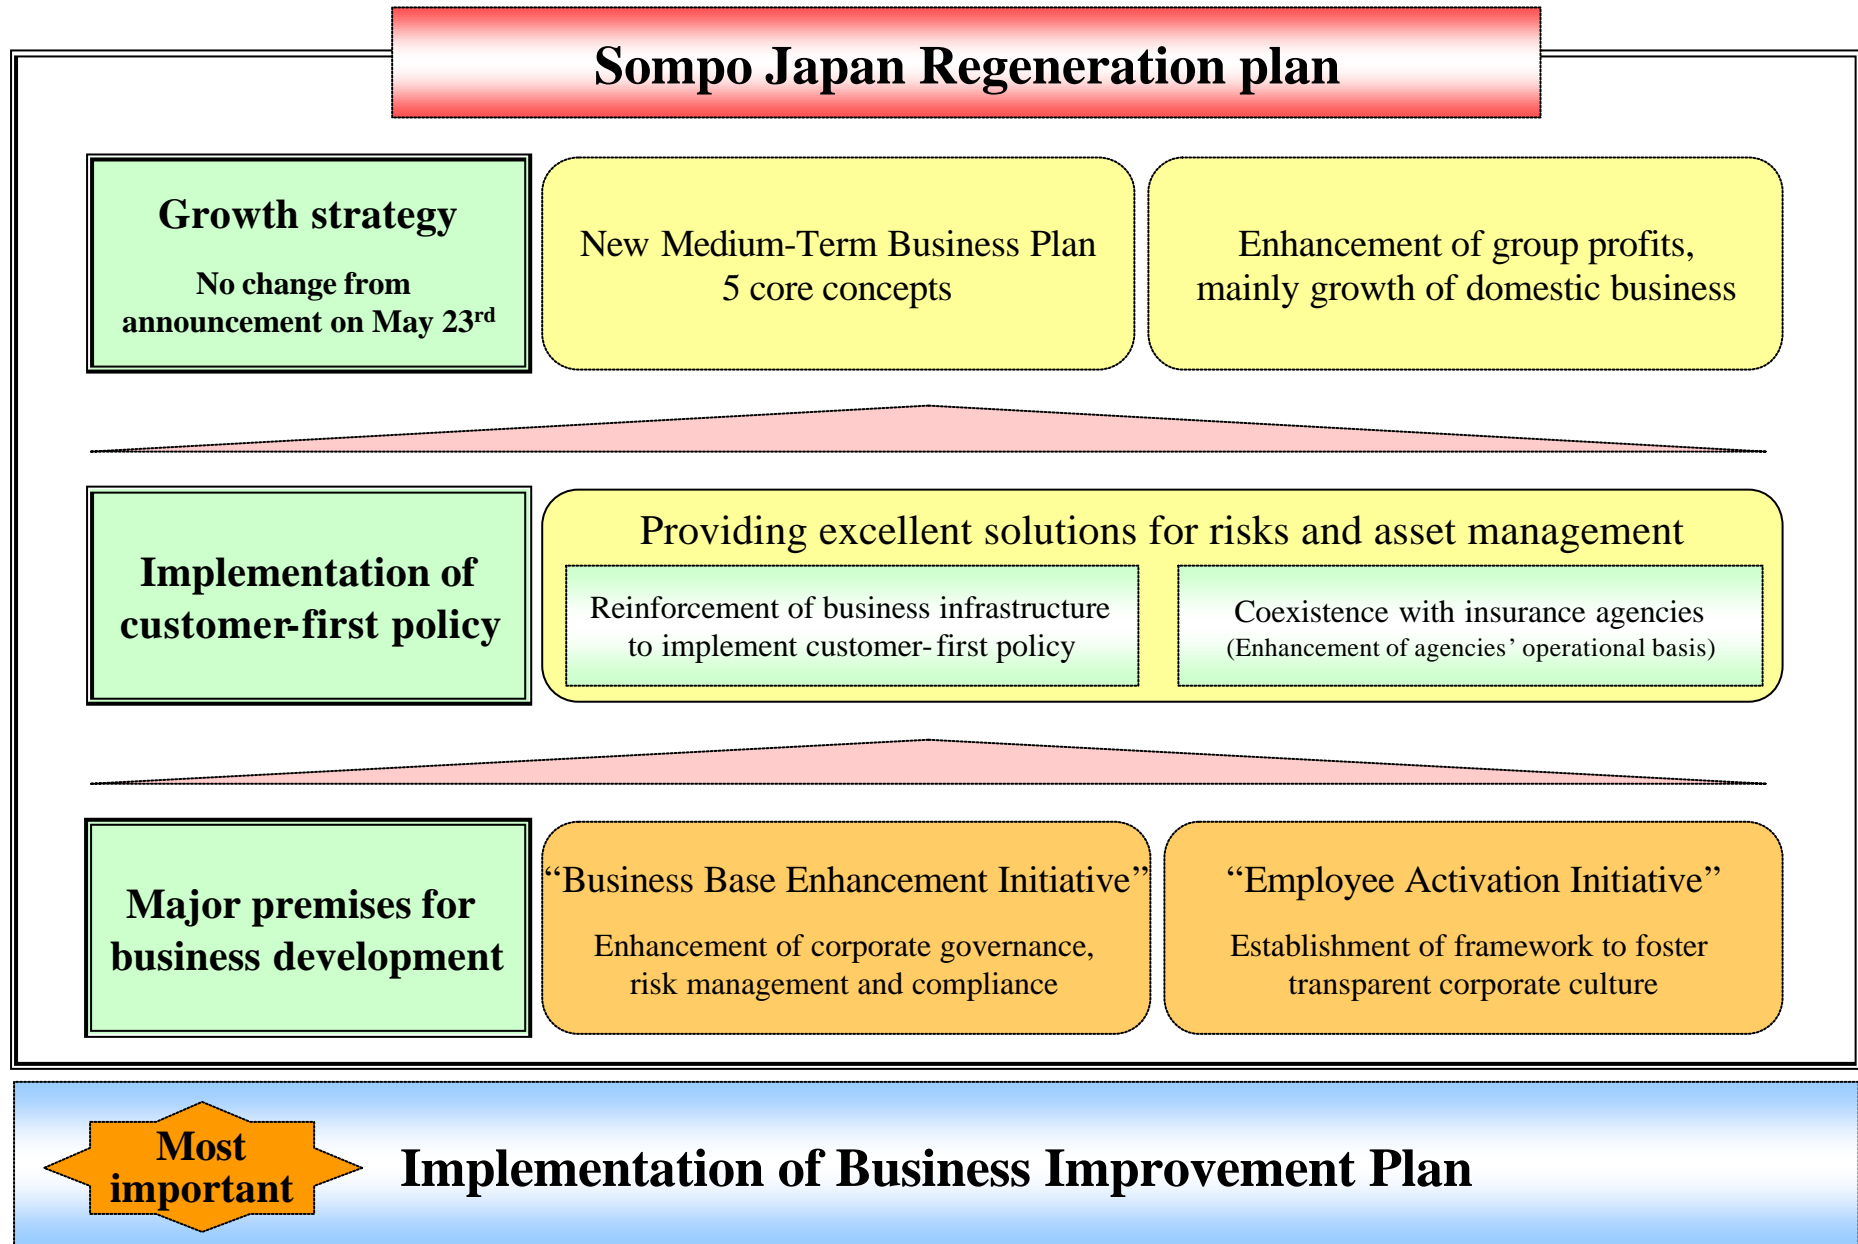 Sompo Japan Regeneration plan
Growth strategy
No change from
announcement on May 23rd
New Medium-Term Business Plan
5 core concepts
Enhancement of group profits,
mainly growth of domestic business
Implementation of
customer-first policy
Providing excellent solutions for risks and asset management
Reinforcement of business infrastructure
to implement customer-first policy
Coexistence with insurance agencies
(Enhancement of agencies’ operational basis)
Major premises for
business development
“Business Base Enhancement Initiative”
Enhancement of corporate governance,
risk management and compliance
“Employee Activation Initiative”
Establishment of framework to foster
transparent corporate culture
Most
important
Implementation of Business Improvement Plan